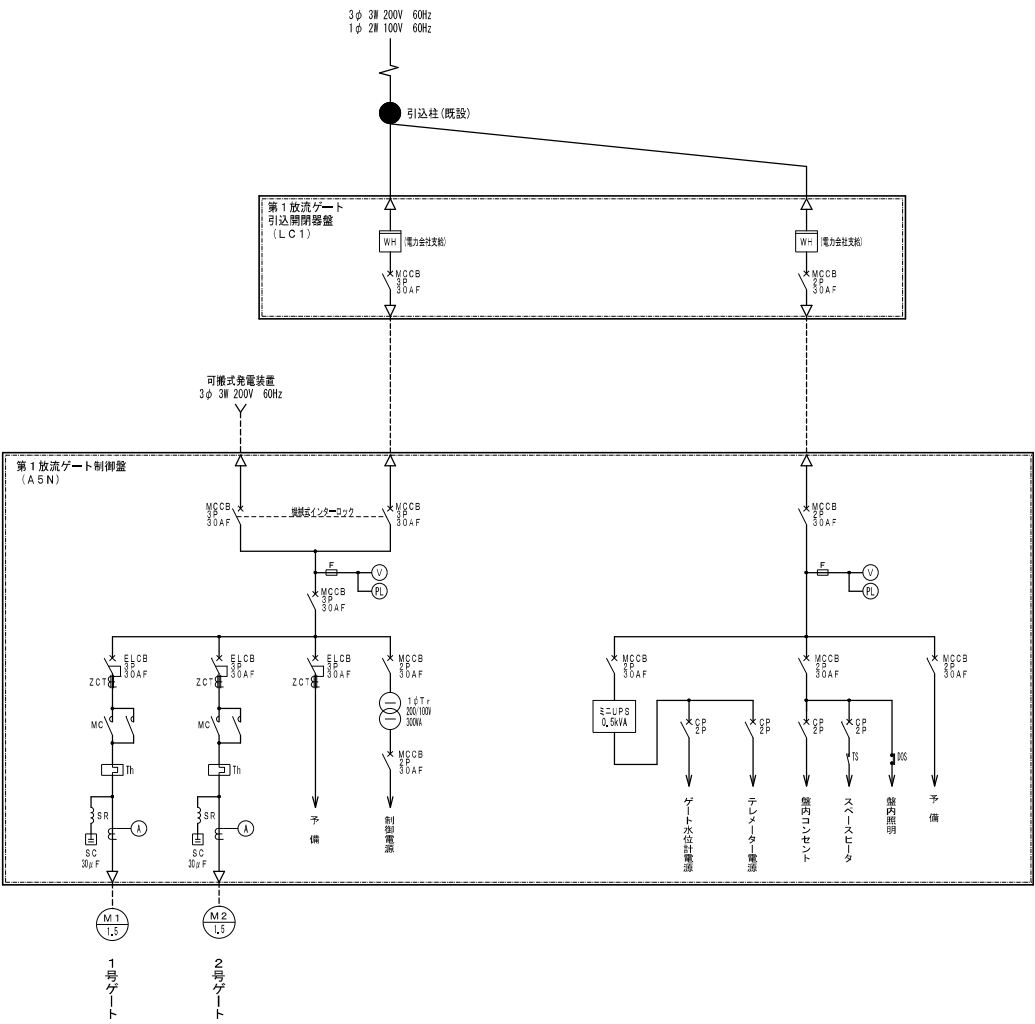 3φ 3W 200V 60Hz
1φ 2W 100V 60Hz
引込柱(既設)
第1放流ゲート
引込開閉器盤
(LC1)
WH
(電力会社支給)
MCCB
3P
30AF
WH
(電力会社支給)
MCCB
2P
30AF
可搬式発電装置
3φ 3W 200V 60Hz
第1放流ゲート制御盤
(A5N)
MCCB
3P
30AF
機械式インターロック
MCCB
3P
30AF
MCCB
2P
30AF
F
V
PL
MCCB
3P
30AF
F
V
PL
ELCB
3P
30AF
ZCT
ELCB
3P
30AF
ZCT
ELCB
3P
30AF
ZCT
MCCB
2P
30AF
MCCB
2P
30AF
MCCB
2P
30AF
MCCB
2P
30AF
1φTr
200/100V
300VA
ミニUPS
0.5kVA
MC
MC
MCCB
2P
30AF
CP
2P
CP
2P
CP
2P
CP
2P
TS
DOS
Th
Th
SR
A
SC
30μF
SR
A
SC
30μF
予備
制御電源
ゲート水位計電源
テレメーター電源
盤内コンセント
スペースヒータ
盤内照明
予備
M1
1.5
M2
1.5
1号ゲート
2号ゲート